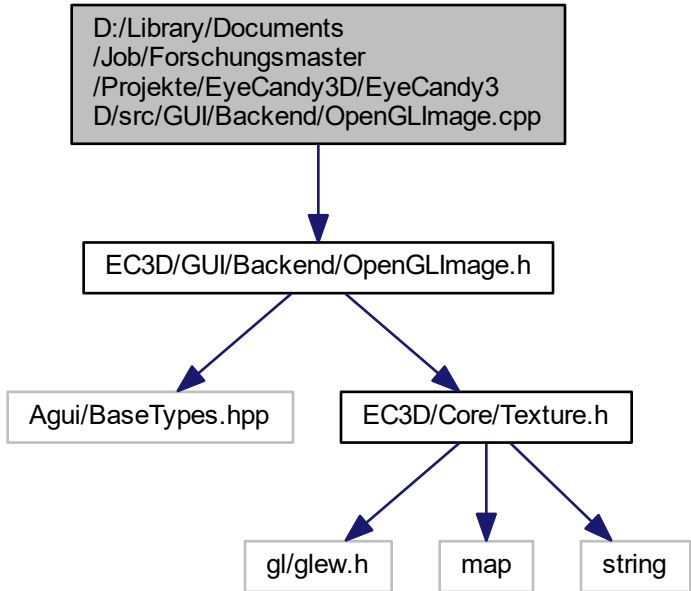 D:/Library/Documents
/Job/Forschungsmaster
/Projekte/EyeCandy3D/EyeCandy3
D/src/GUI/Backend/OpenGLImage.cpp
EC3D/GUI/Backend/OpenGLImage.h
Agui/BaseTypes.hpp
EC3D/Core/Texture.h
gl/glew.h
map
string